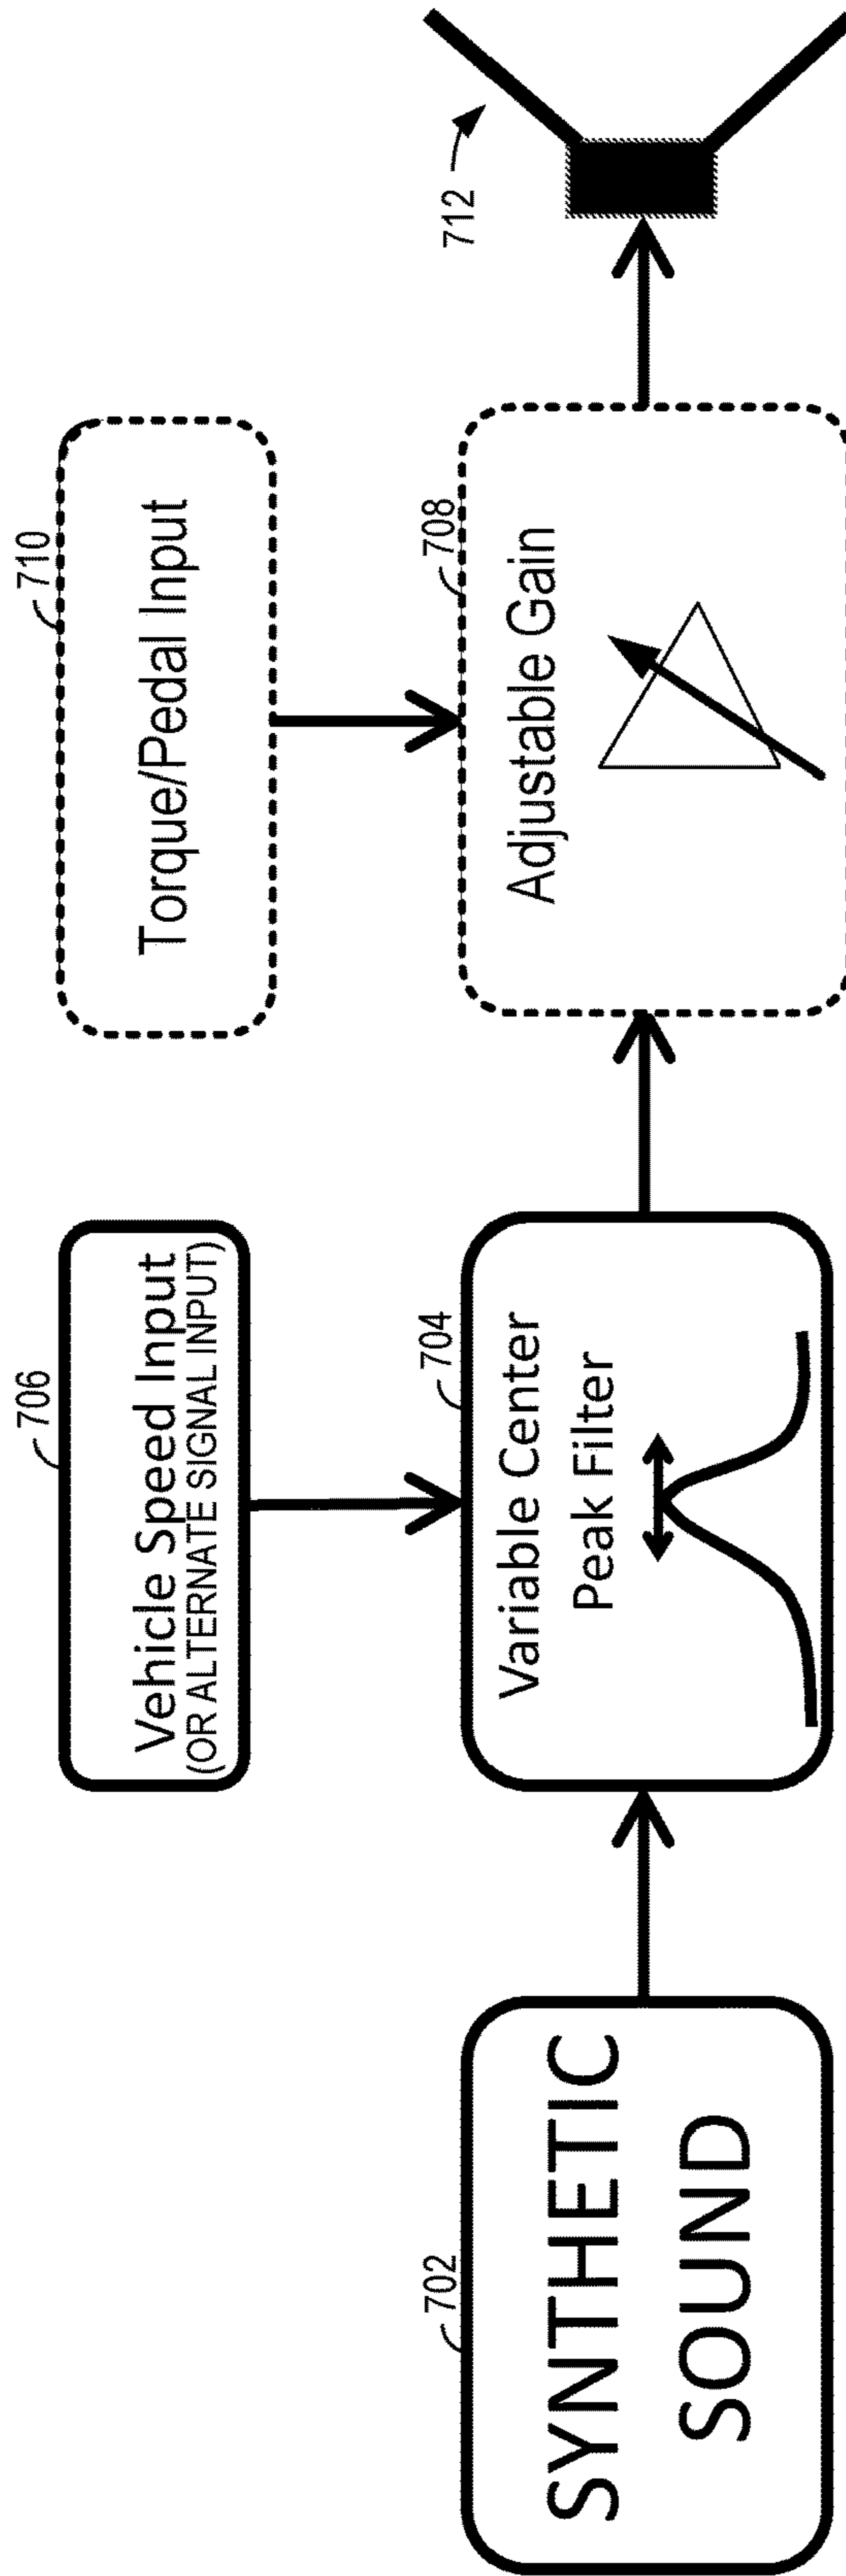 706
Vehicle Speed Input
(OR ALTERNATE SIGNAL INPUT)
710
Torque/Pedal Input
702
SYNTHETIC
SOUND
704
Variable Center
Peak Filter
708
Adjustable Gain
712